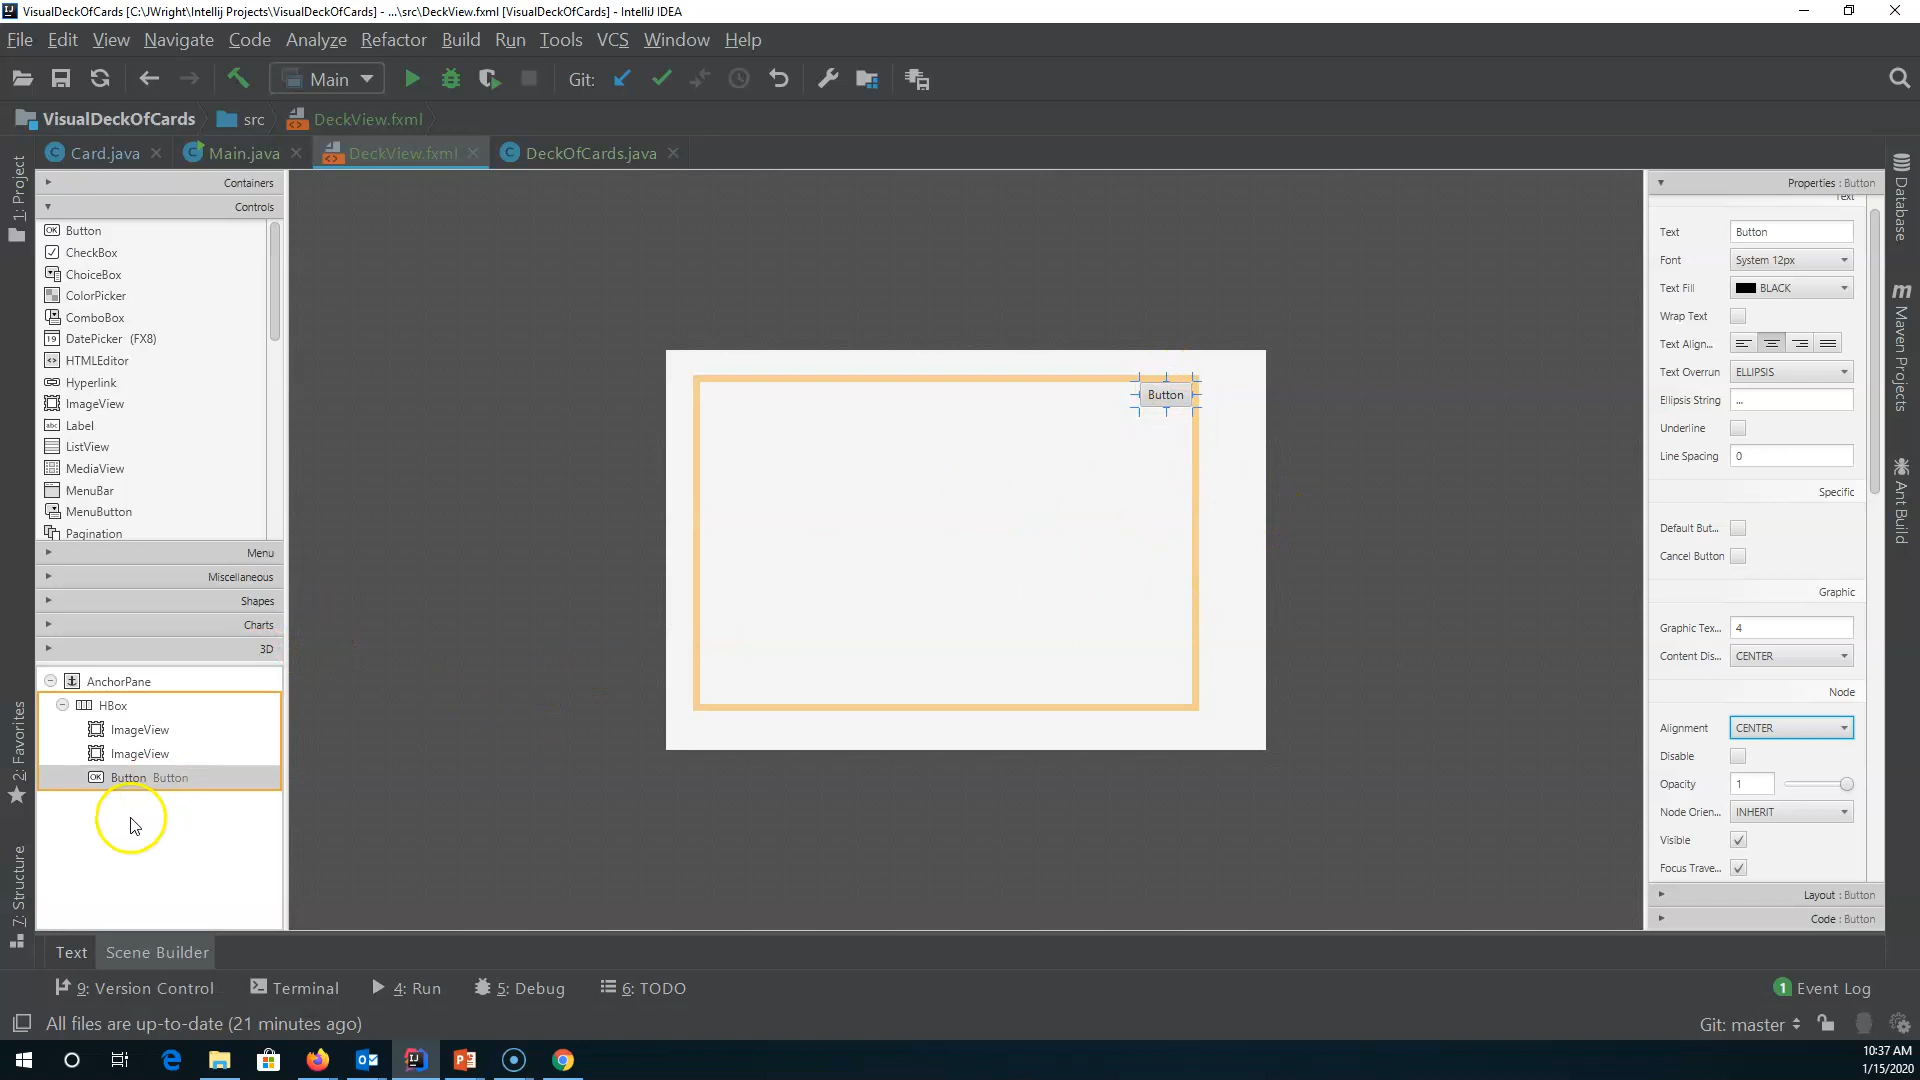 VisualDeckOfCards [C:\JWright\Intellij Projects\VisualDeckOfCards] - ...\src\DeckView.fxml [VisualDeckOfCards] - IntelliJ IDEA
File Edit View Navigate Code Analyze Refactor Build Run Tools VCS Window Help
Main Git:
VisualDeckOfCards src DeckView.fxml
Card.java Main.java DeckView.fxml DeckOfCards.java
1: Project
2: Favorites
7: Structure
Containers
Controls
OK Button
CheckBox
ChoiceBox
ColorPicker
ComboBox
19 DatePicker (FX8)
HTMLEditor
Hyperlink
ImageView
abc Label
ListView
MediaView
MenuBar
MenuButton
Pagination
Menu
Miscellaneous
Shapes
Charts
3D
AnchorPane
HBox
ImageView
ImageView
OK Button Button
Button
Properties : Button
Text
Text Button
Font System 12px
Text Fill BLACK
Wrap Text
Text Align...
Text Overrun ELLIPSIS
Ellipsis String ...
Underline
Line Spacing 0
Specific
Default But...
Cancel Button
Graphic
Graphic Tex... 4
Content Dis... CENTER
Node
Alignment CENTER
Disable
Opacity 1
Node Orien... INHERIT
Visible
Focus Trave...
Layout : Button
Code : Button
Database
m Maven Projects
Ant Build
Text Scene Builder
9: Version Control Terminal 4: Run 5: Debug 6: TODO 1 Event Log
All files are up-to-date (21 minutes ago) Git: master
10:37 AM
1/15/2020